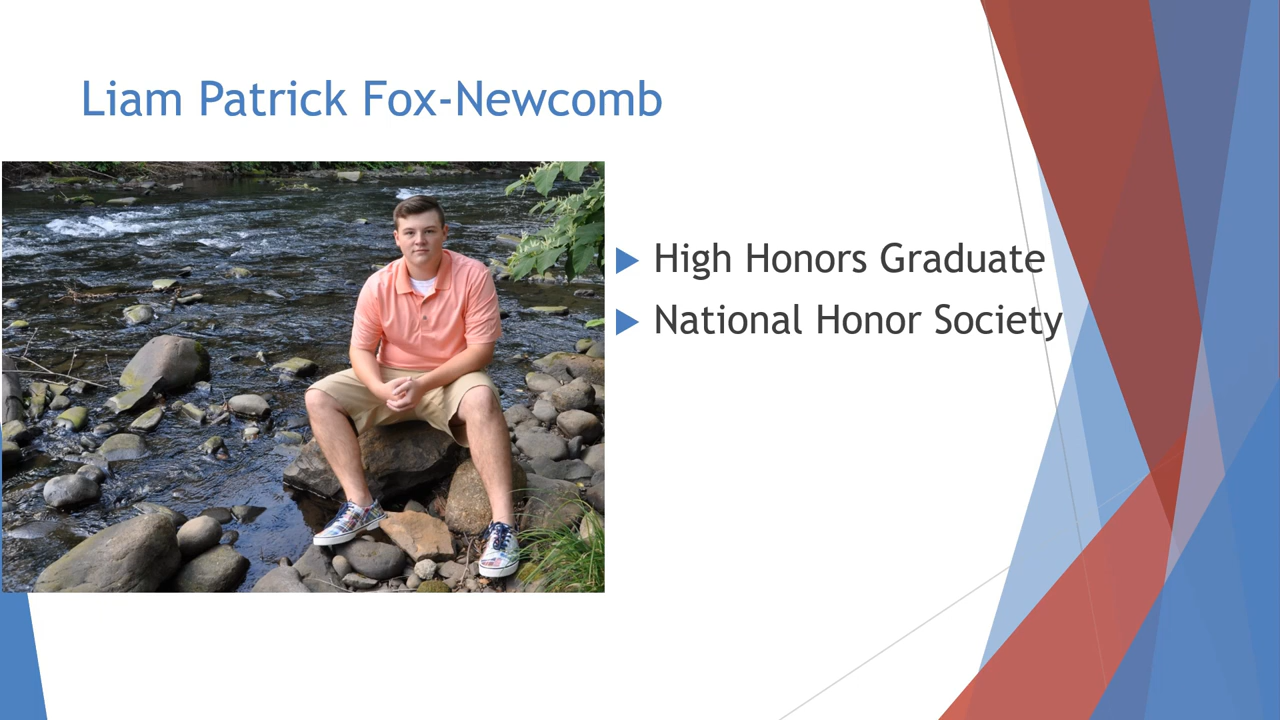 Liam Patrick Fox-Newcomb
High Honors Graduate
National Honor Society